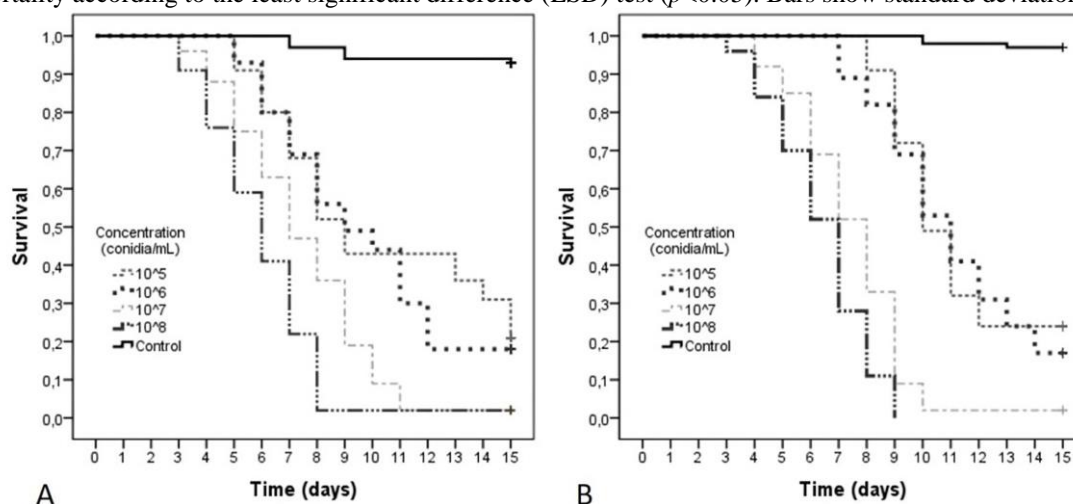 ortality according to the least significant difference (LSD) test (p <0.05). Bars show standard deviation
1,0
0,9
0,8
0,7
0,6
0,5
0,4
0,3
0,2
0,1
0,0
Survival
Concentration
(conidia/mL)
10^5
10^6
10^7
10^8
Control
0 1 2 3 4 5 6 7 8 9 10 11 12 13 14 15
Time (days)
A
1,0
0,9
0,8
0,7
0,6
0,5
0,4
0,3
0,2
0,1
0,0
Survival
Concentration
(conidia/mL)
10^5
10^6
10^7
10^8
Control
0 1 2 3 4 5 6 7 8 9 10 11 12 13 14 15
Time (days)
B